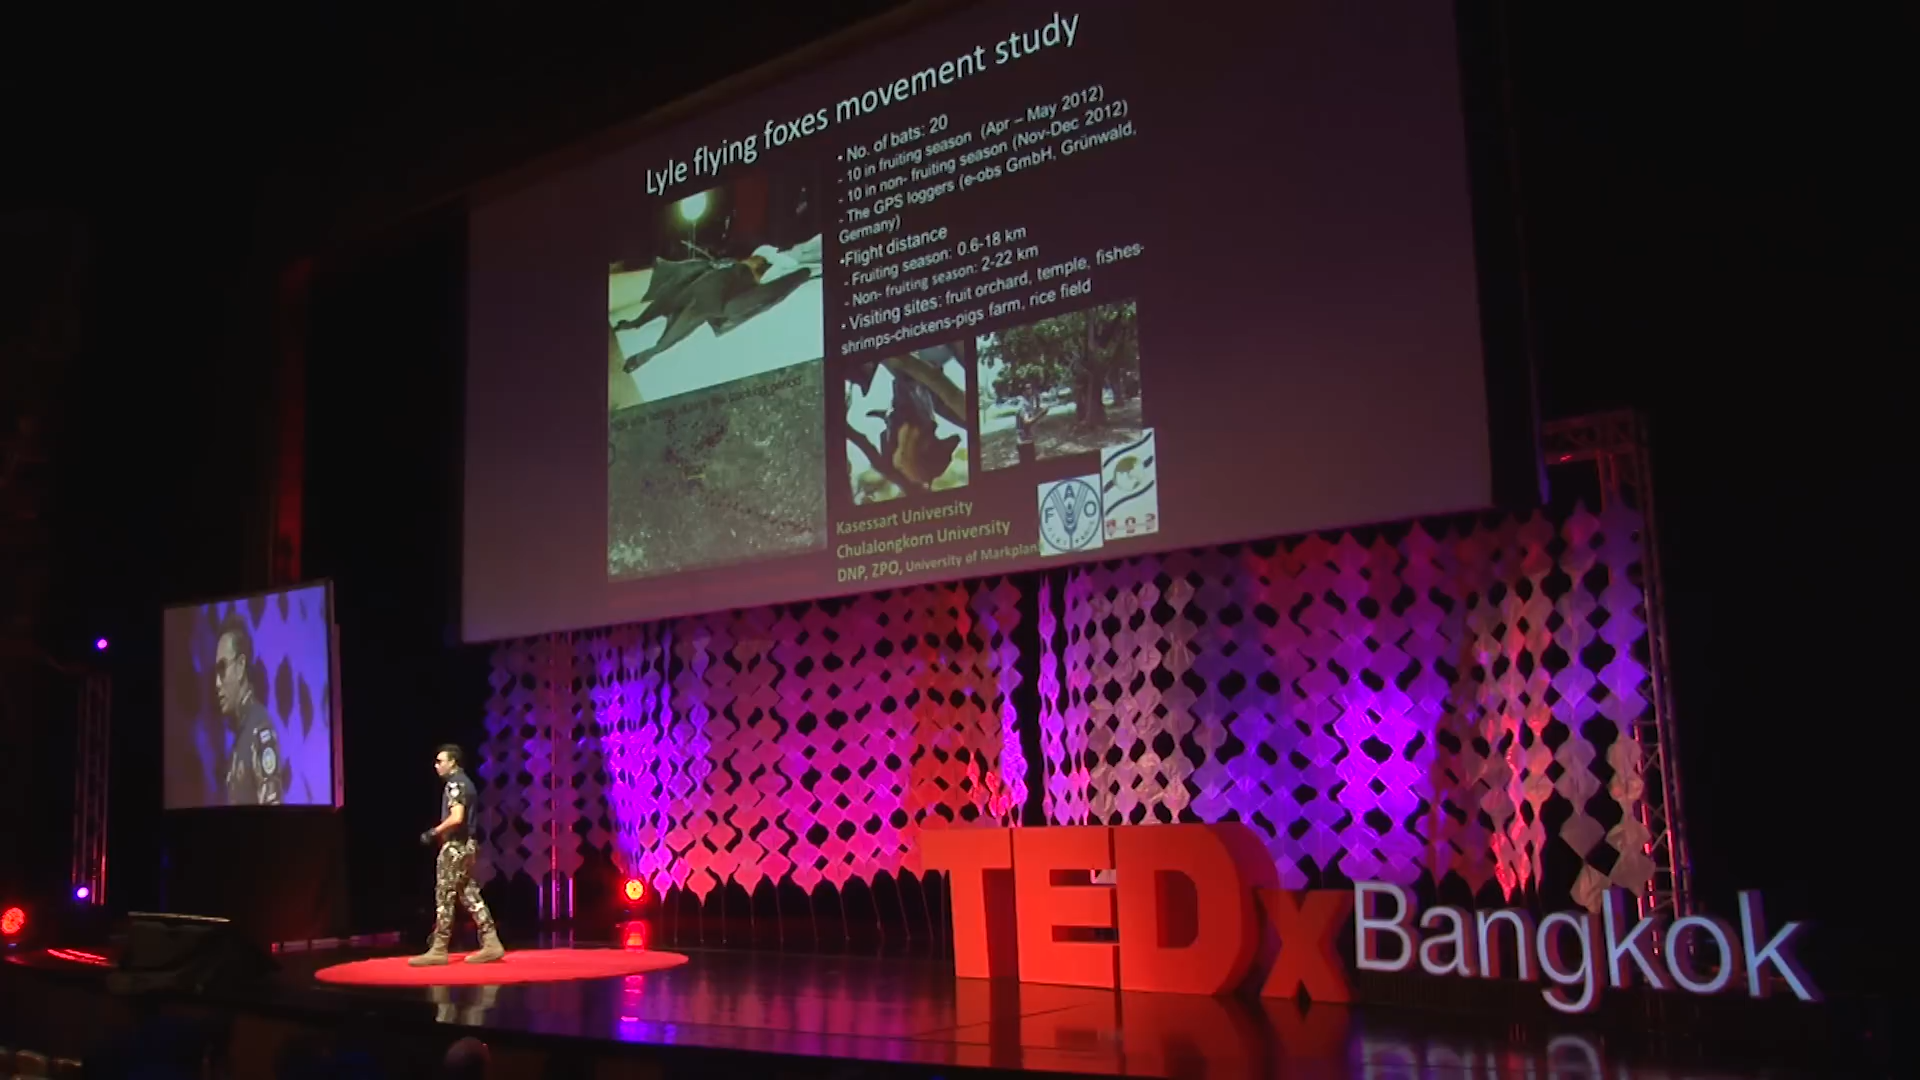 Lyle flying foxes movement study
• No. of bats: 20
- 10 in fruiting season (Apr – May 2012)
- 10 in non- fruiting season (Nov-Dec 2012)
- The GPS loggers (e-obs GmbH, Grünwald,
Germany)
•Flight distance
- Fruiting season: 0.6-18 km
- Non- fruiting season: 2-22 km
• Visiting sites: fruit orchard, temple, fishes-
shrimps-chickens-pigs farm, rice field
Kasessart University
Chulalongkorn University
DNP, ZPO, University of Markplan
FAO
TEDxBangkok